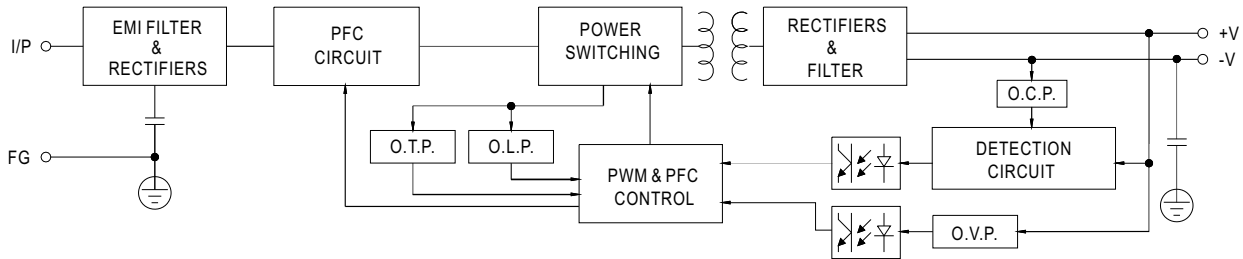 I/P
EMI FILTER
&
RECTIFIERS
PFC
CIRCUIT
POWER
SWITCHING
RECTIFIERS
&
FILTER
+V
-V
O.C.P.
FG
O.T.P.
O.L.P.
PWM & PFC
CONTROL
DETECTION
CIRCUIT
O.V.P.